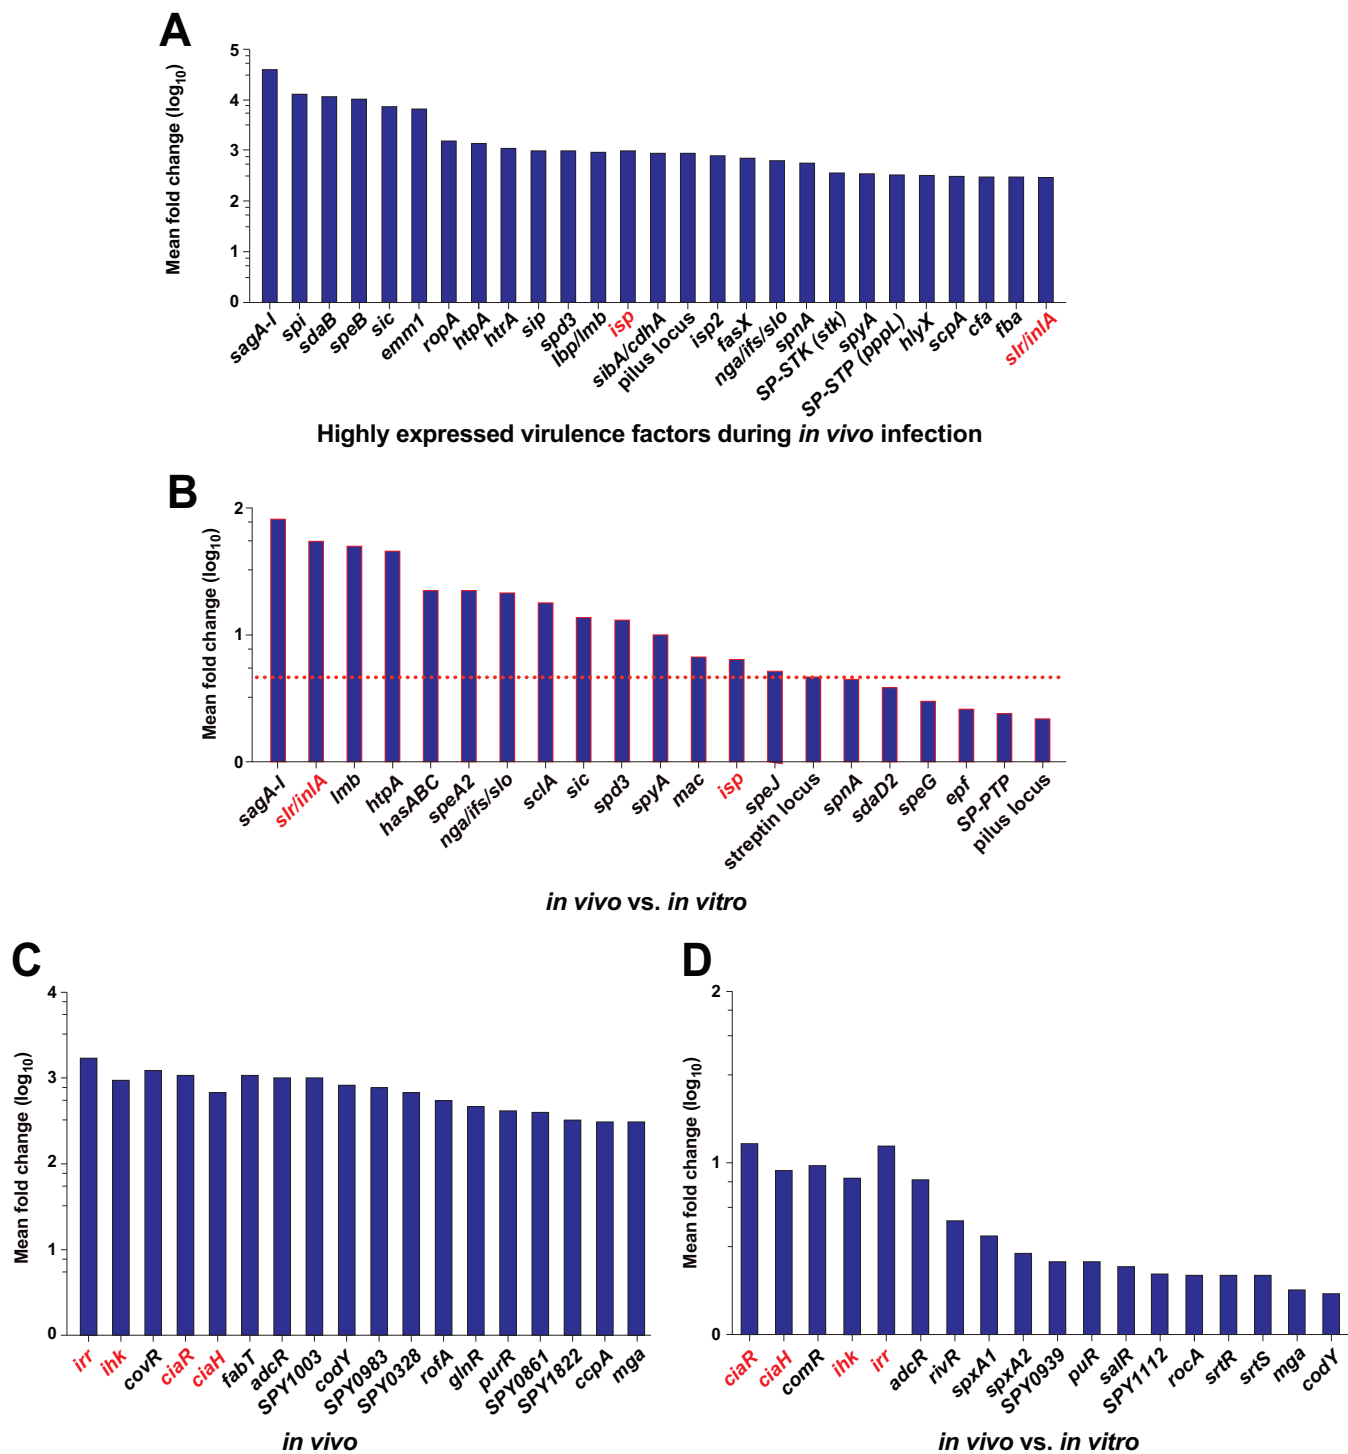 A
Mean fold change (log10)
5
4
3
2
1
0
sagA-I
spi
sdaB
speB
sic
emm1
ropA
htpA
htrA
sip
spd3
lbp/lmb
isp
sibA/cdhA
pilus locus
isp2
fasX
nga/ifs/slo
spnA
SP-STK (stk)
spyA
SP-STP (pppL)
hlyX
scpA
cfa
fba
slr/inlA
Highly expressed virulence factors during in vivo infection
B
Mean fold change (log10)
2
1
0
sagA-I
slr/inlA
lmb
htpA
hasABC
speA2
nga/ifs/slo
sclA
sic
spd3
spyA
mac
isp
speJ
streptin locus
spnA
sdaD2
speG
epf
SP-PTP
pilus locus
in vivo vs. in vitro
C
Mean fold change (log10)
4
3
2
1
0
irr
ihk
covR
ciaR
ciaH
fabT
adcR
SPY1003
codY
SPY0983
SPY0328
rofA
glnR
purR
SPY0861
SPY1822
ccpA
mga
in vivo
D
Mean fold change (log10)
2
1
0
ciaR
ciaH
comR
ihk
irr
adcR
rivR
spxA1
spxA2
SPY0939
puR
salR
SPY1112
rocA
srtR
srtS
mga
codY
in vivo vs. in vitro